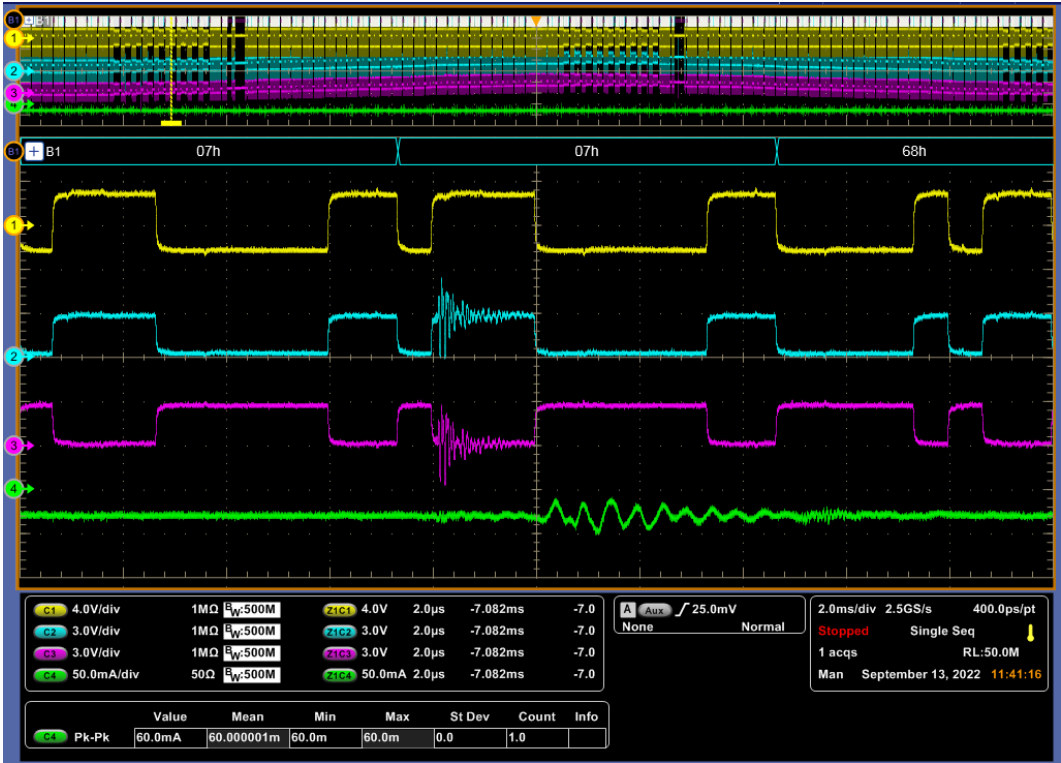 B1 B1
1
2
3
4
B1 + B1 07h 07h 68h
1
2
3
4
C1 4.0V/div 1MΩ BW:500M Z1C1 4.0V 2.0µs -7.082ms -7.0
C2 3.0V/div 1MΩ BW:500M Z1C2 3.0V 2.0µs -7.082ms -7.0
C3 3.0V/div 1MΩ BW:500M Z1C3 3.0V 2.0µs -7.082ms -7.0
C4 50.0mA/div 50Ω BW:500M Z1C4 50.0mA 2.0µs -7.082ms -7.0
A Aux 25.0mV
None Normal
2.0ms/div 2.5GS/s 400.0ps/pt
Stopped Single Seq
1 acqs RL:50.0M
Man September 13, 2022 11:41:16
Value Mean Min Max St Dev Count Info
C4 Pk-Pk 60.0mA 60.000001m 60.0m 60.0m 0.0 1.0